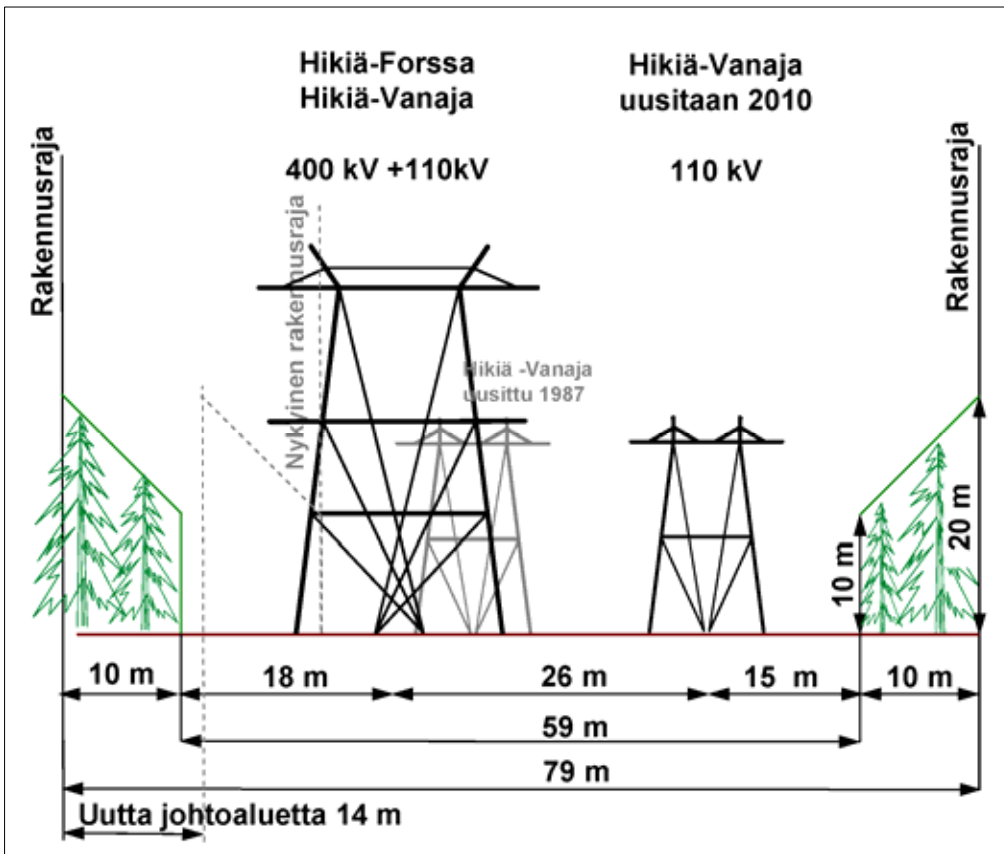 Hikiä-Forssa
Hikiä-Vanaja
400 kV +110kV
Hikiä-Vanaja
uusitaan 2010
110 kV
Rakennusraja
Nykyinen rakennusraja
Hikiä -Vanaja
uusittu 1987
Rakennusraja
10 m
20 m
10 m
18 m
26 m
15 m
10 m
59 m
79 m
Uutta johtoaluetta 14 m